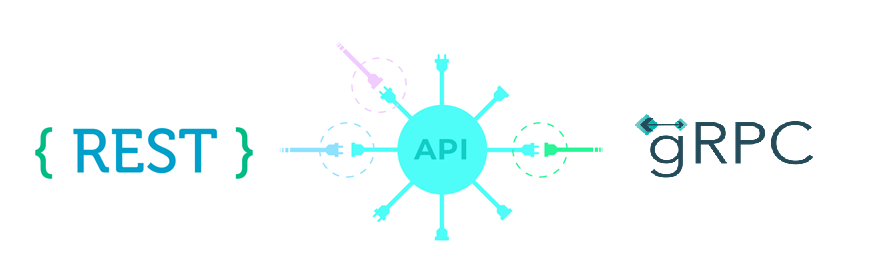 { REST } API gRPC